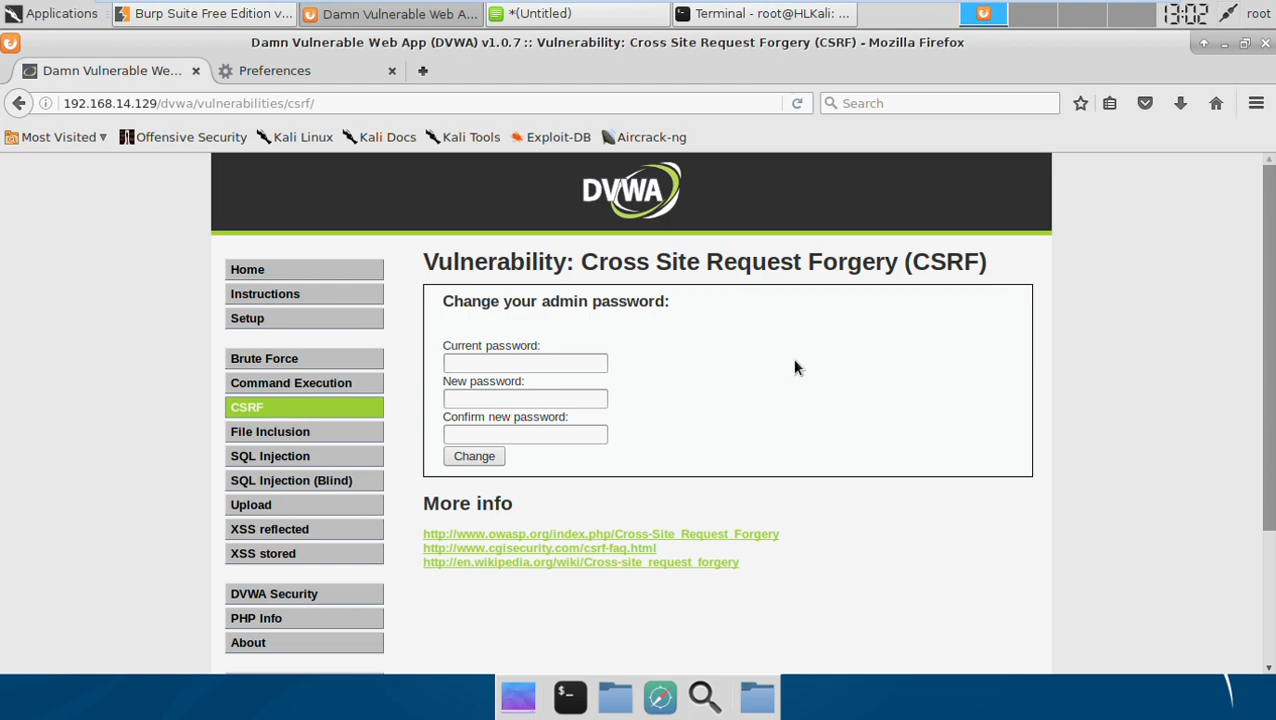 Applications
Burp Suite Free Edition v...
Damn Vulnerable Web A...
*(Untitled)
Terminal - root@HLKali: ...
13:02
root
Damn Vulnerable Web App (DVWA) v1.0.7 :: Vulnerability: Cross Site Request Forgery (CSRF) - Mozilla Firefox
Damn Vulnerable We...
Preferences
192.168.14.129/dvwa/vulnerabilities/csrf/
Search
Most Visited
Offensive Security
Kali Linux
Kali Docs
Kali Tools
Exploit-DB
Aircrack-ng
DVWA
Home
Instructions
Setup
Brute Force
Command Execution
CSRF
File Inclusion
SQL Injection
SQL Injection (Blind)
Upload
XSS reflected
XSS stored
DVWA Security
PHP Info
About
Vulnerability: Cross Site Request Forgery (CSRF)
Change your admin password:
Current password:
New password:
Confirm new password:
Change
More info
http://www.owasp.org/index.php/Cross-Site_Request_Forgery
http://www.cgisecurity.com/csrf-faq.html
http://en.wikipedia.org/wiki/Cross-site_request_forgery